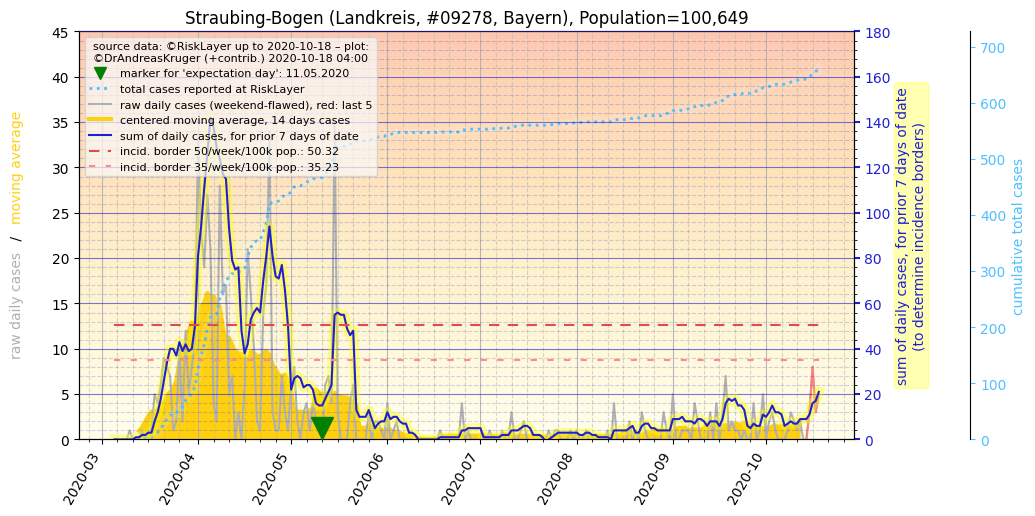 Straubing-Bogen (Landkreis, #09278, Bayern), Population=100,649
source data: ©RiskLayer up to 2020-10-18 – plot:
©DrAndreasKruger (+contrib.) 2020-10-18 04:00
marker for 'expectation day': 11.05.2020
total cases reported at RiskLayer
raw daily cases (weekend-flawed), red: last 5
centered moving average, 14 days cases
sum of daily cases, for prior 7 days of date
incid. border 50/week/100k pop.: 50.32
incid. border 35/week/100k pop.: 35.23
raw daily cases / moving average
45
40
35
30
25
20
15
10
5
0
2020-03
2020-04
2020-05
2020-06
2020-07
2020-08
2020-09
2020-10
180
160
140
120
100
80
60
40
20
0
sum of daily cases, for prior 7 days of date
(to determine incidence borders)
700
600
500
400
300
200
100
0
cumulative total cases